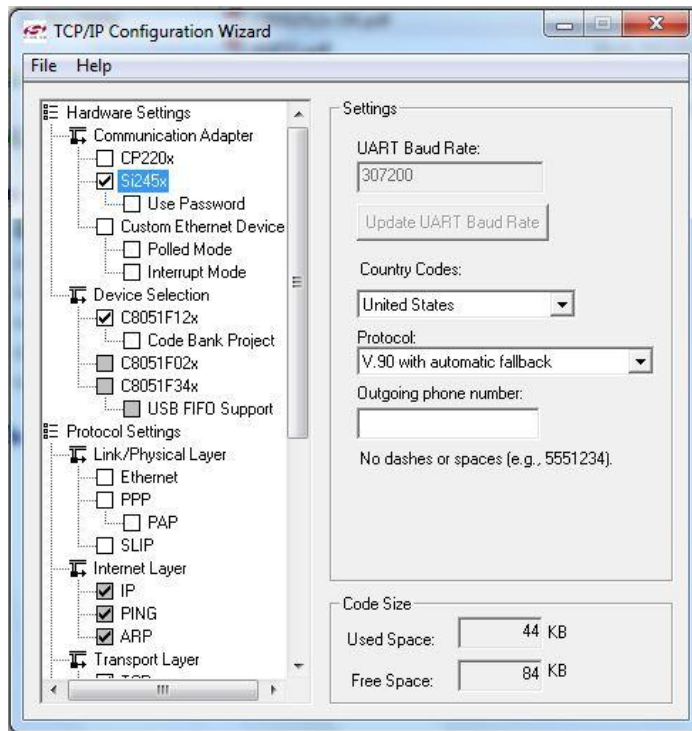 TCP/IP Configuration Wizard
File Help
Hardware Settings
Communication Adapter
CP220x
Si245x
Use Password
Custom Ethernet Device
Polled Mode
Interrupt Mode
Device Selection
C8051F12x
Code Bank Project
C8051F02x
C8051F34x
USB FIFO Support
Protocol Settings
Link/Physical Layer
Ethernet
PPP
PAP
SLIP
Internet Layer
IP
PING
ARP
Transport Layer
Settings
UART Baud Rate:
307200
Update UART Baud Rate
Country Codes:
United States
Protocol:
V.90 with automatic fallback
Outgoing phone number:
No dashes or spaces (e.g., 5551234).
Code Size
Used Space: 44 KB
Free Space: 84 KB